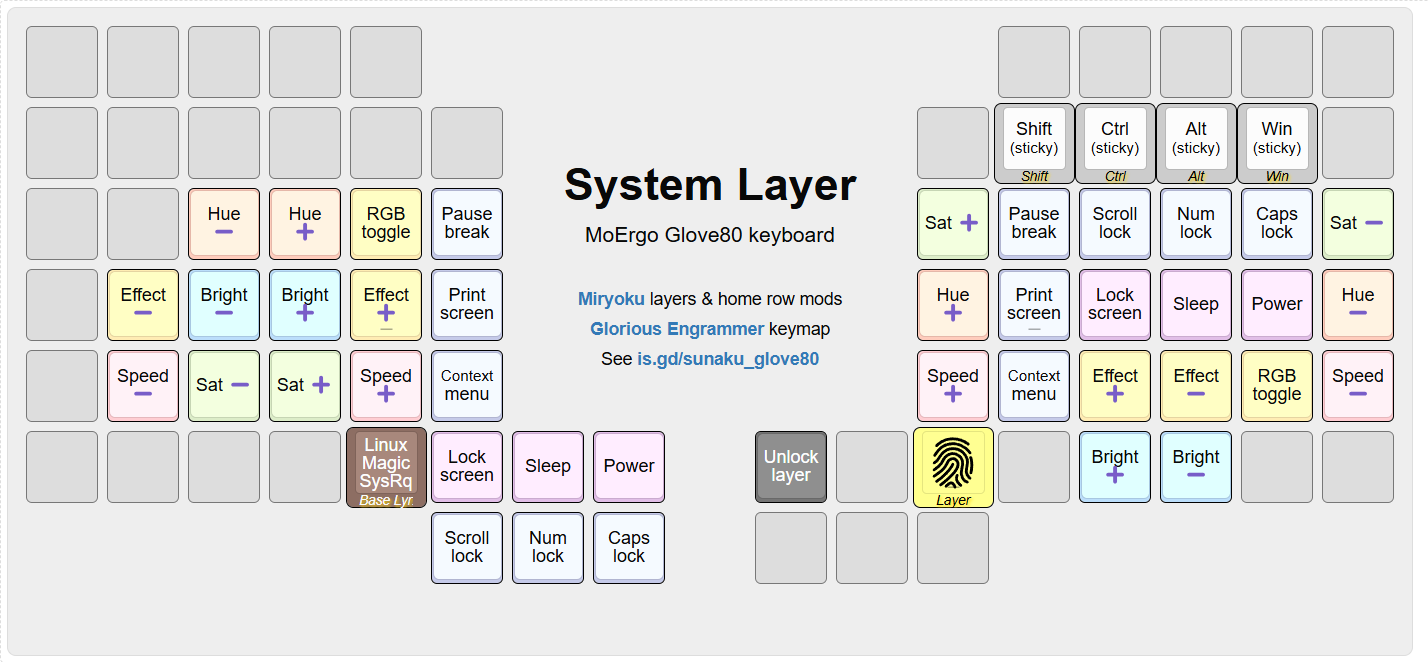 Shift
(sticky)
Shift
Ctrl
(sticky)
Ctrl
Alt
(sticky)
Alt
Win
(sticky)
Win
System Layer
MoErgo Glove80 keyboard
Miryoku layers & home row mods
Glorious Engrammer keymap
See is.gd/sunaku_glove80
Hue
−
Hue
+
RGB
toggle
Pause
break
Sat +
Pause
break
Scroll
lock
Num
lock
Caps
lock
Sat −
Effect
−
Bright
−
Bright
+
Effect
+
_
Print
screen
Hue
+
Print
screen
_
Lock
screen
Sleep
Power
Hue
−
Speed
−
Sat −
Sat +
Speed
+
Context
menu
Speed
+
Context
menu
Effect
+
Effect
−
RGB
toggle
Speed
−
Linux
Magic
SysRq
Base Lyr
Lock
screen
Sleep
Power
Unlock
layer
Layer
Bright
+
Bright
−
Scroll
lock
Num
lock
Caps
lock